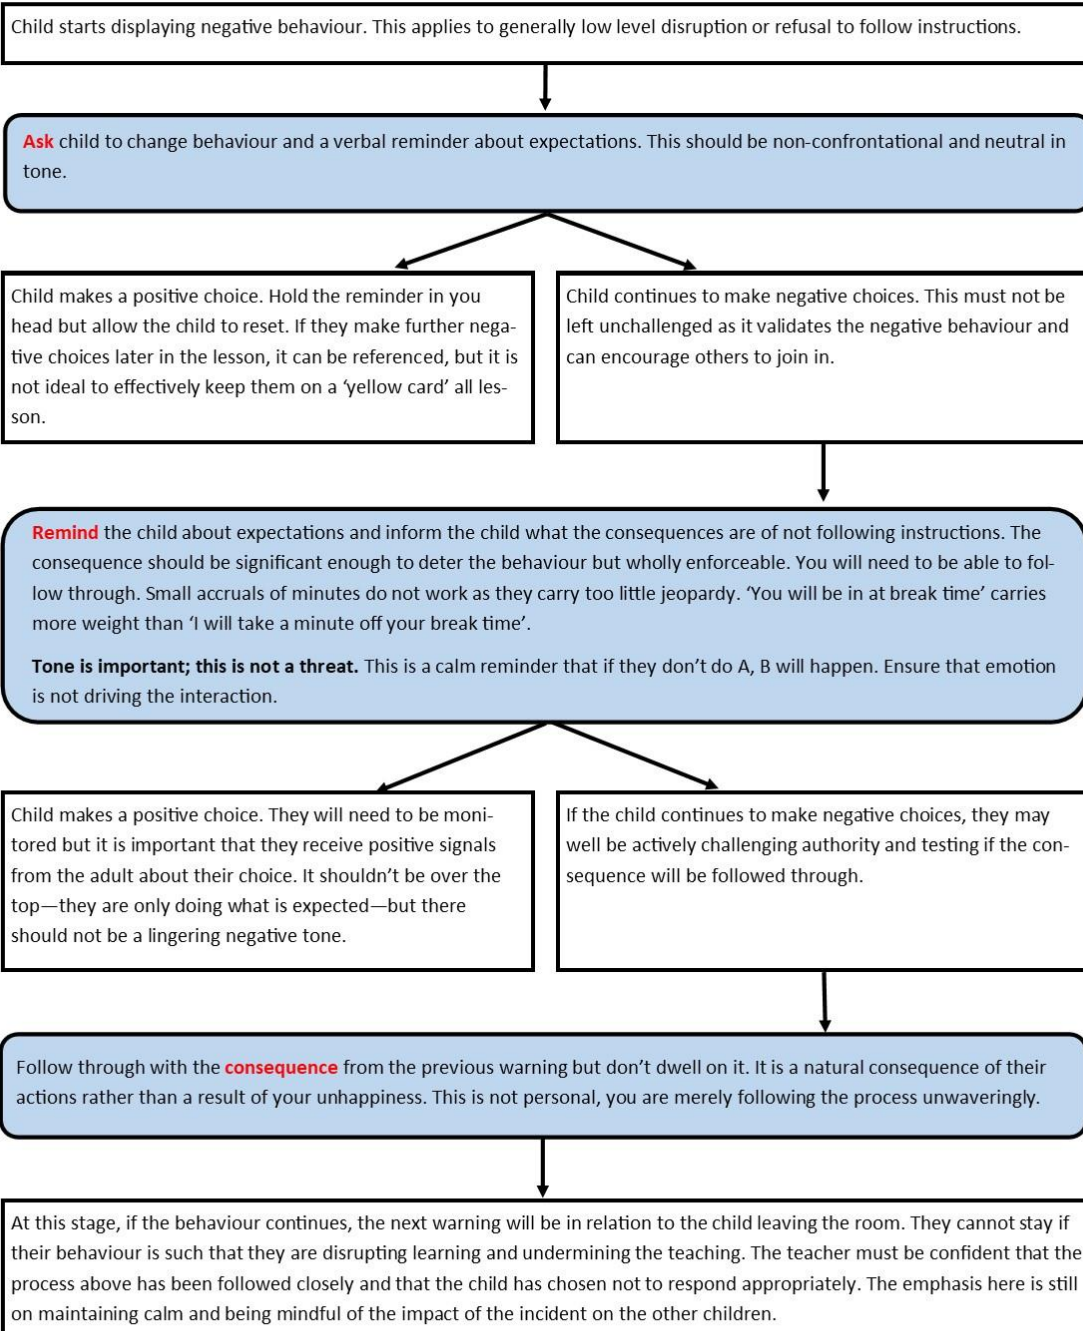 Child starts displaying negative behaviour. This applies to generally low level disruption or refusal to follow instructions.
Ask child to change behaviour and a verbal reminder about expectations. This should be non-confrontational and neutral in
tone.
Child makes a positive choice. Hold the reminder in you
head but allow the child to reset. If they make further nega-
tive choices later in the lesson, it can be referenced, but it is
not ideal to effectively keep them on a ‘yellow card’ all les-
son.
Child continues to make negative choices. This must not be
left unchallenged as it validates the negative behaviour and
can encourage others to join in.
Remind the child about expectations and inform the child what the consequences are of not following instructions. The
consequence should be significant enough to deter the behaviour but wholly enforceable. You will need to be able to fol-
low through. Small accruals of minutes do not work as they carry too little jeopardy. ‘You will be in at break time’ carries
more weight than ‘I will take a minute off your break time’.
Tone is important; this is not a threat. This is a calm reminder that if they don’t do A, B will happen. Ensure that emotion
is not driving the interaction.
Child makes a positive choice. They will need to be moni-
tored but it is important that they receive positive signals
from the adult about their choice. It shouldn’t be over the
top—they are only doing what is expected—but there
should not be a lingering negative tone.
If the child continues to make negative choices, they may
well be actively challenging authority and testing if the con-
sequence will be followed through.
Follow through with the consequence from the previous warning but don’t dwell on it. It is a natural consequence of their
actions rather than a result of your unhappiness. This is not personal, you are merely following the process unwaveringly.
At this stage, if the behaviour continues, the next warning will be in relation to the child leaving the room. They cannot stay if
their behaviour is such that they are disrupting learning and undermining the teaching. The teacher must be confident that the
process above has been followed closely and that the child has chosen not to respond appropriately. The emphasis here is still
on maintaining calm and being mindful of the impact of the incident on the other children.